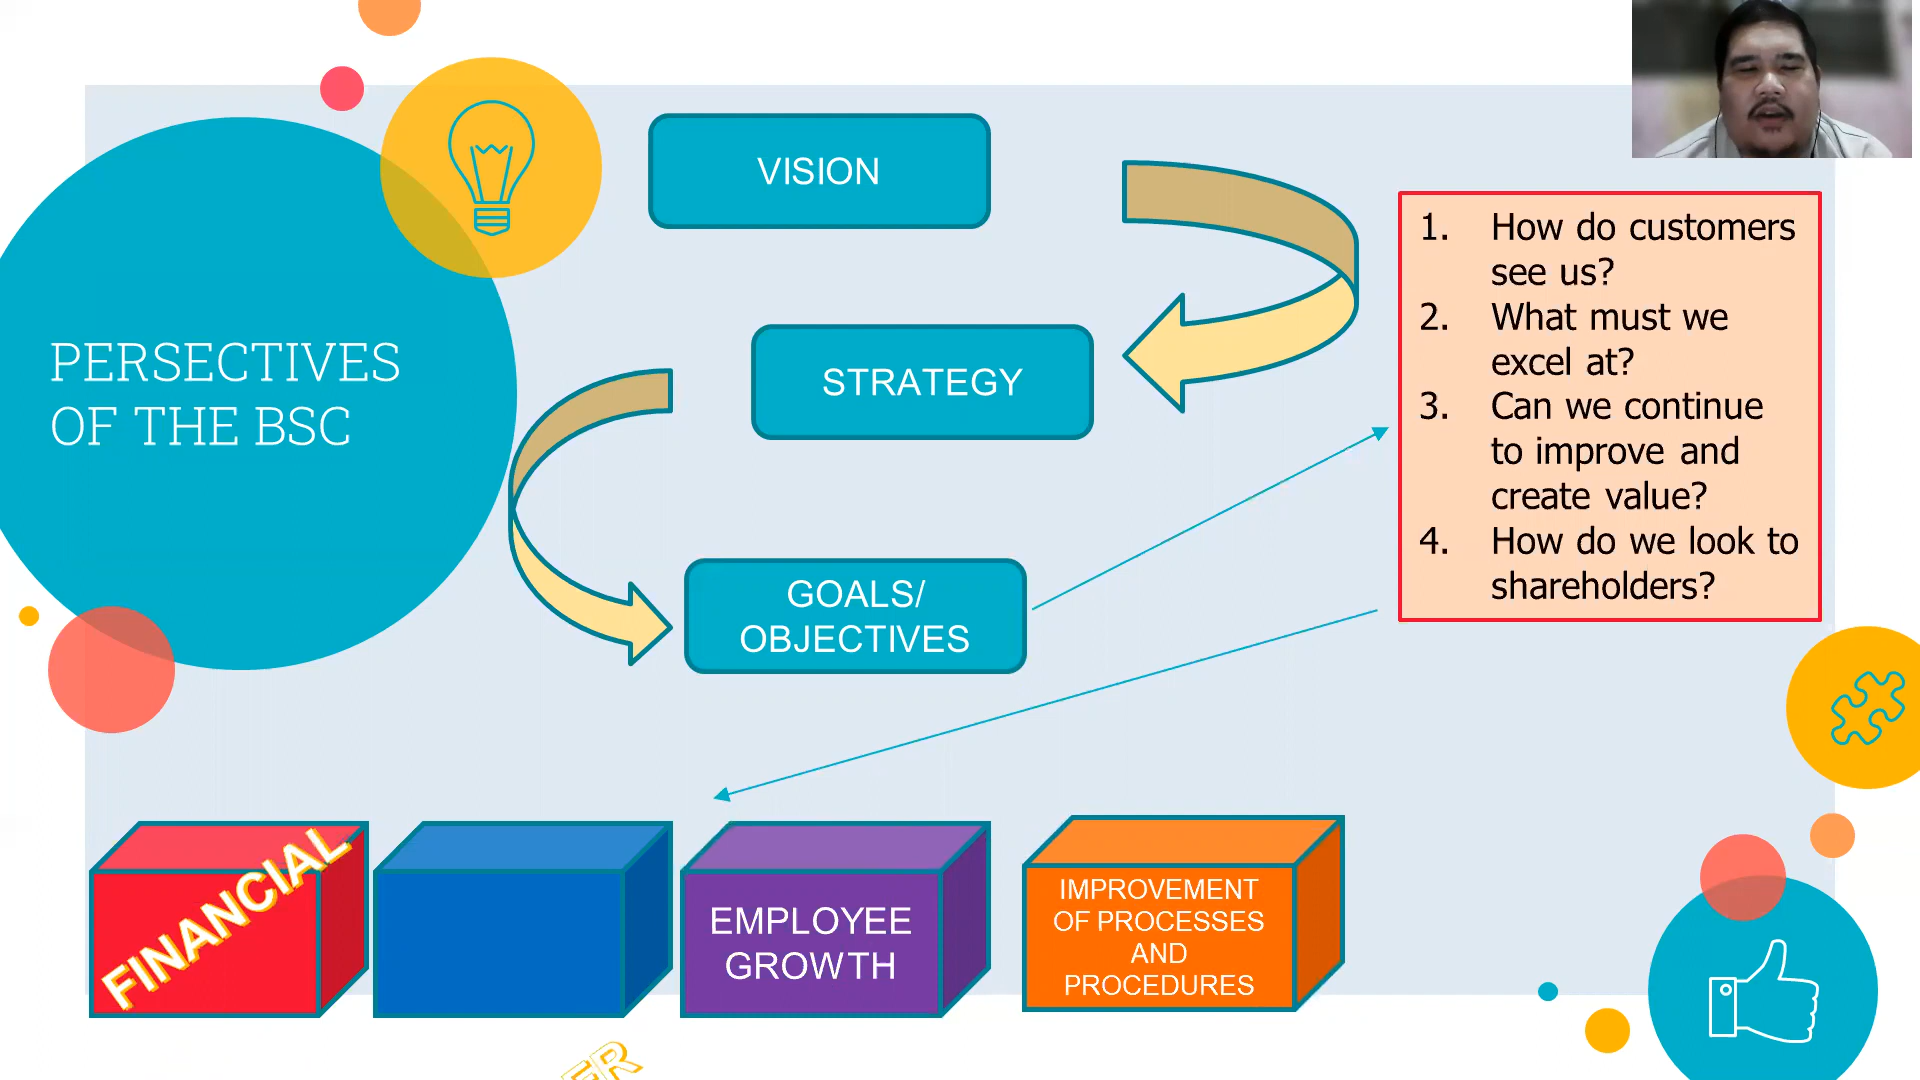 PERSECTIVES
OF THE BSC
VISION
STRATEGY
GOALS/
OBJECTIVES
1. How do customers
see us?
2. What must we
excel at?
3. Can we continue
to improve and
create value?
4. How do we look to
shareholders?
FINANCIAL
EMPLOYEE
GROWTH
IMPROVEMENT
OF PROCESSES
AND
PROCEDURES